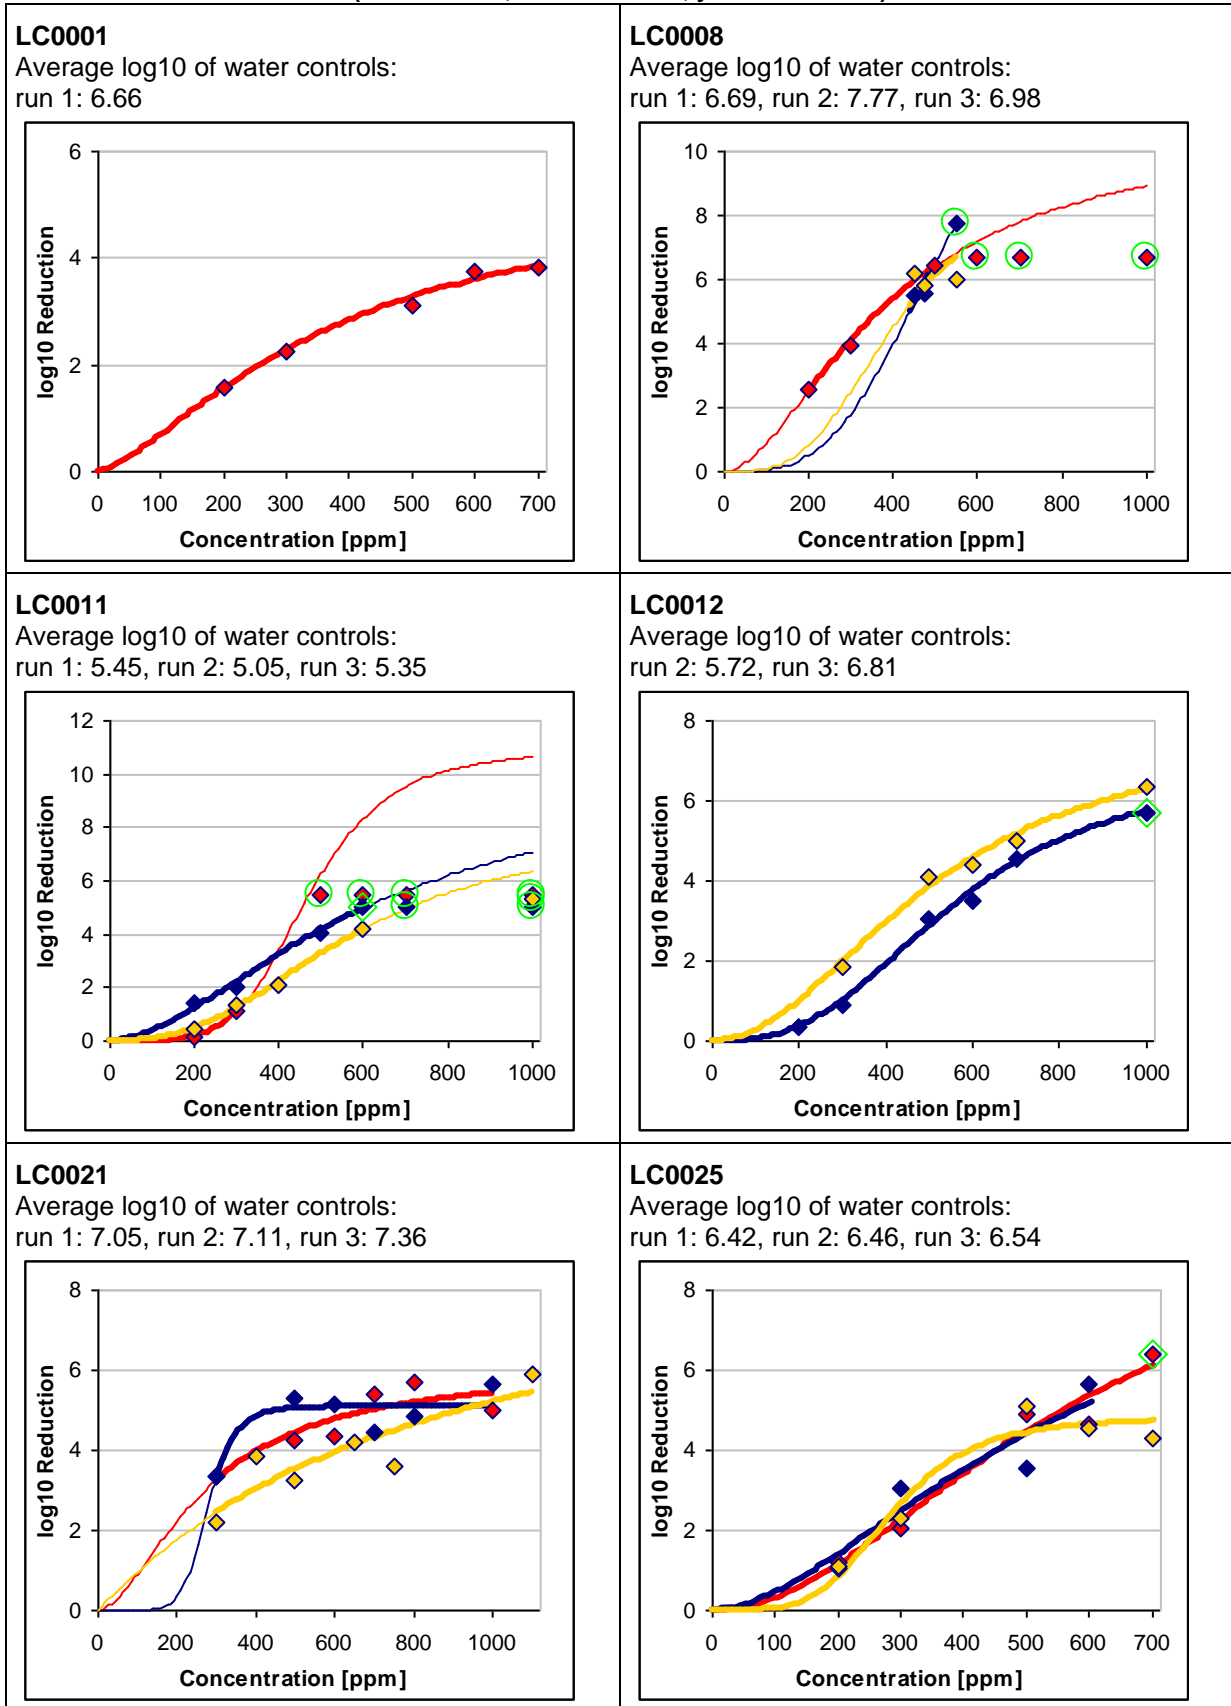 LC0001
Average log10 of water controls:
run 1: 6.66
log10 Reduction
6
4
2
0
0 100 200 300 400 500 600 700
Concentration [ppm]
LC0008
Average log10 of water controls:
run 1: 6.69, run 2: 7.77, run 3: 6.98
log10 Reduction
10
8
6
4
2
0
0 200 400 600 800 1000
Concentration [ppm]
LC0011
Average log10 of water controls:
run 1: 5.45, run 2: 5.05, run 3: 5.35
log10 Reduction
12
10
8
6
4
2
0
0 200 400 600 800 1000
Concentration [ppm]
LC0012
Average log10 of water controls:
run 2: 5.72, run 3: 6.81
log10 Reduction
8
6
4
2
0
0 200 400 600 800 1000
Concentration [ppm]
LC0021
Average log10 of water controls:
run 1: 7.05, run 2: 7.11, run 3: 7.36
log10 Reduction
8
6
4
2
0
0 200 400 600 800 1000
Concentration [ppm]
LC0025
Average log10 of water controls:
run 1: 6.42, run 2: 6.46, run 3: 6.54
log10 Reduction
8
6
4
2
0
0 100 200 300 400 500 600 700
Concentration [ppm]